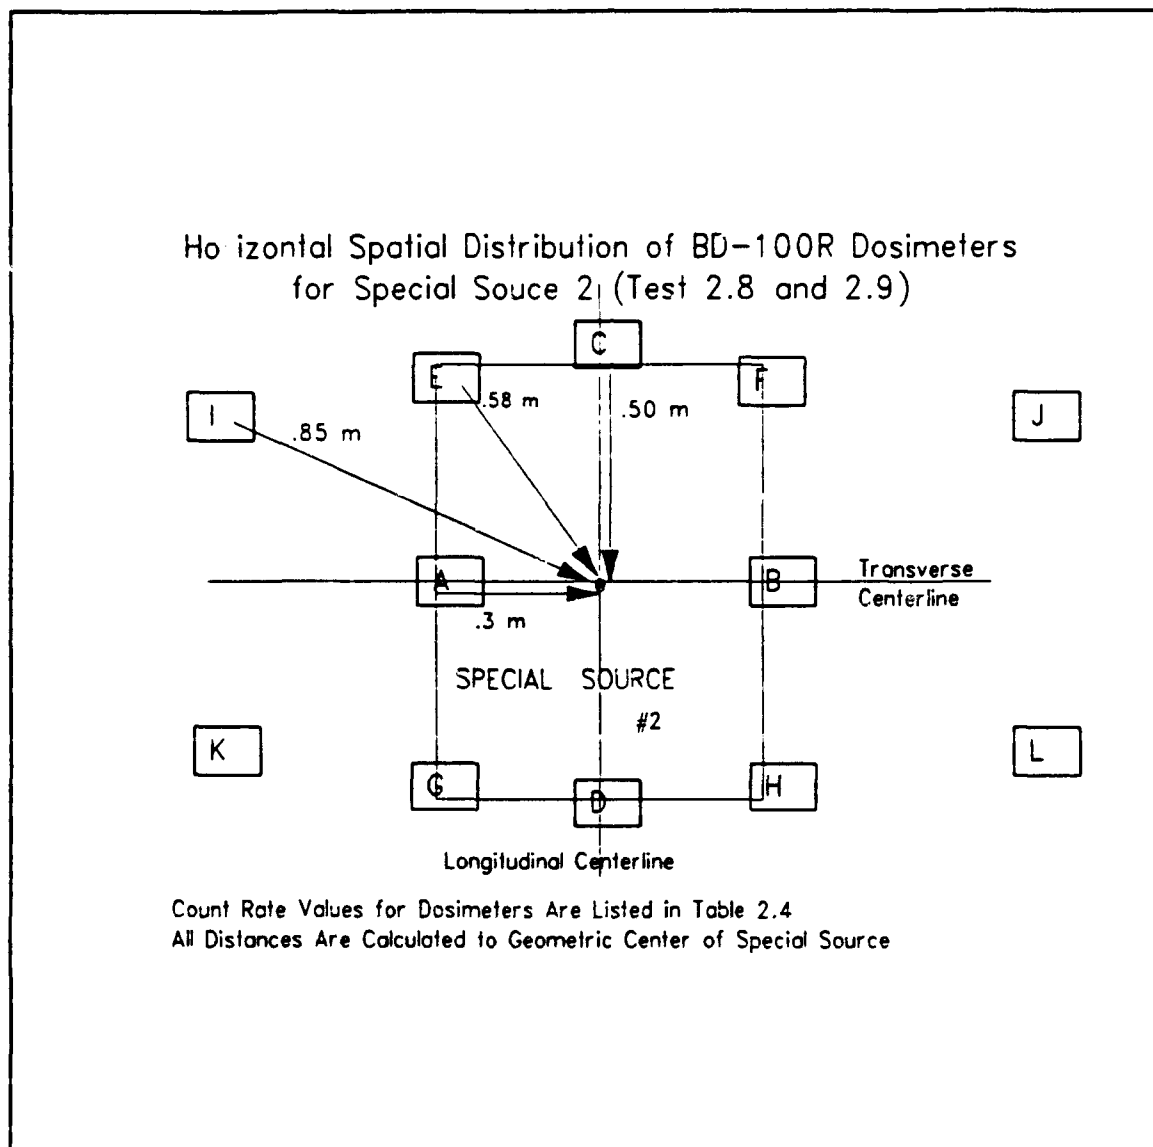 Ho izontal Spatial Distribution of BD-100R Dosimeters
for Special Souce 2 (Test 2.8 and 2.9)
C
E
F
.58 m
.50 m
I
J
.85 m
A
B
Transverse
Centerline
.3 m
SPECIAL SOURCE
#2
K
L
G
H
D
Longitudinal Centerline
Count Rate Values for Dosimeters Are Listed in Table 2.4
All Distances Are Calculated to Geometric Center of Special Source